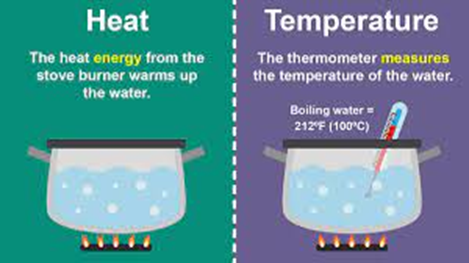 Heat
The heat energy from the
stove burner warms up
the water.
Temperature
The thermometer measures
the temperature of the water.
Boiling water =
212ºF (100ºC)